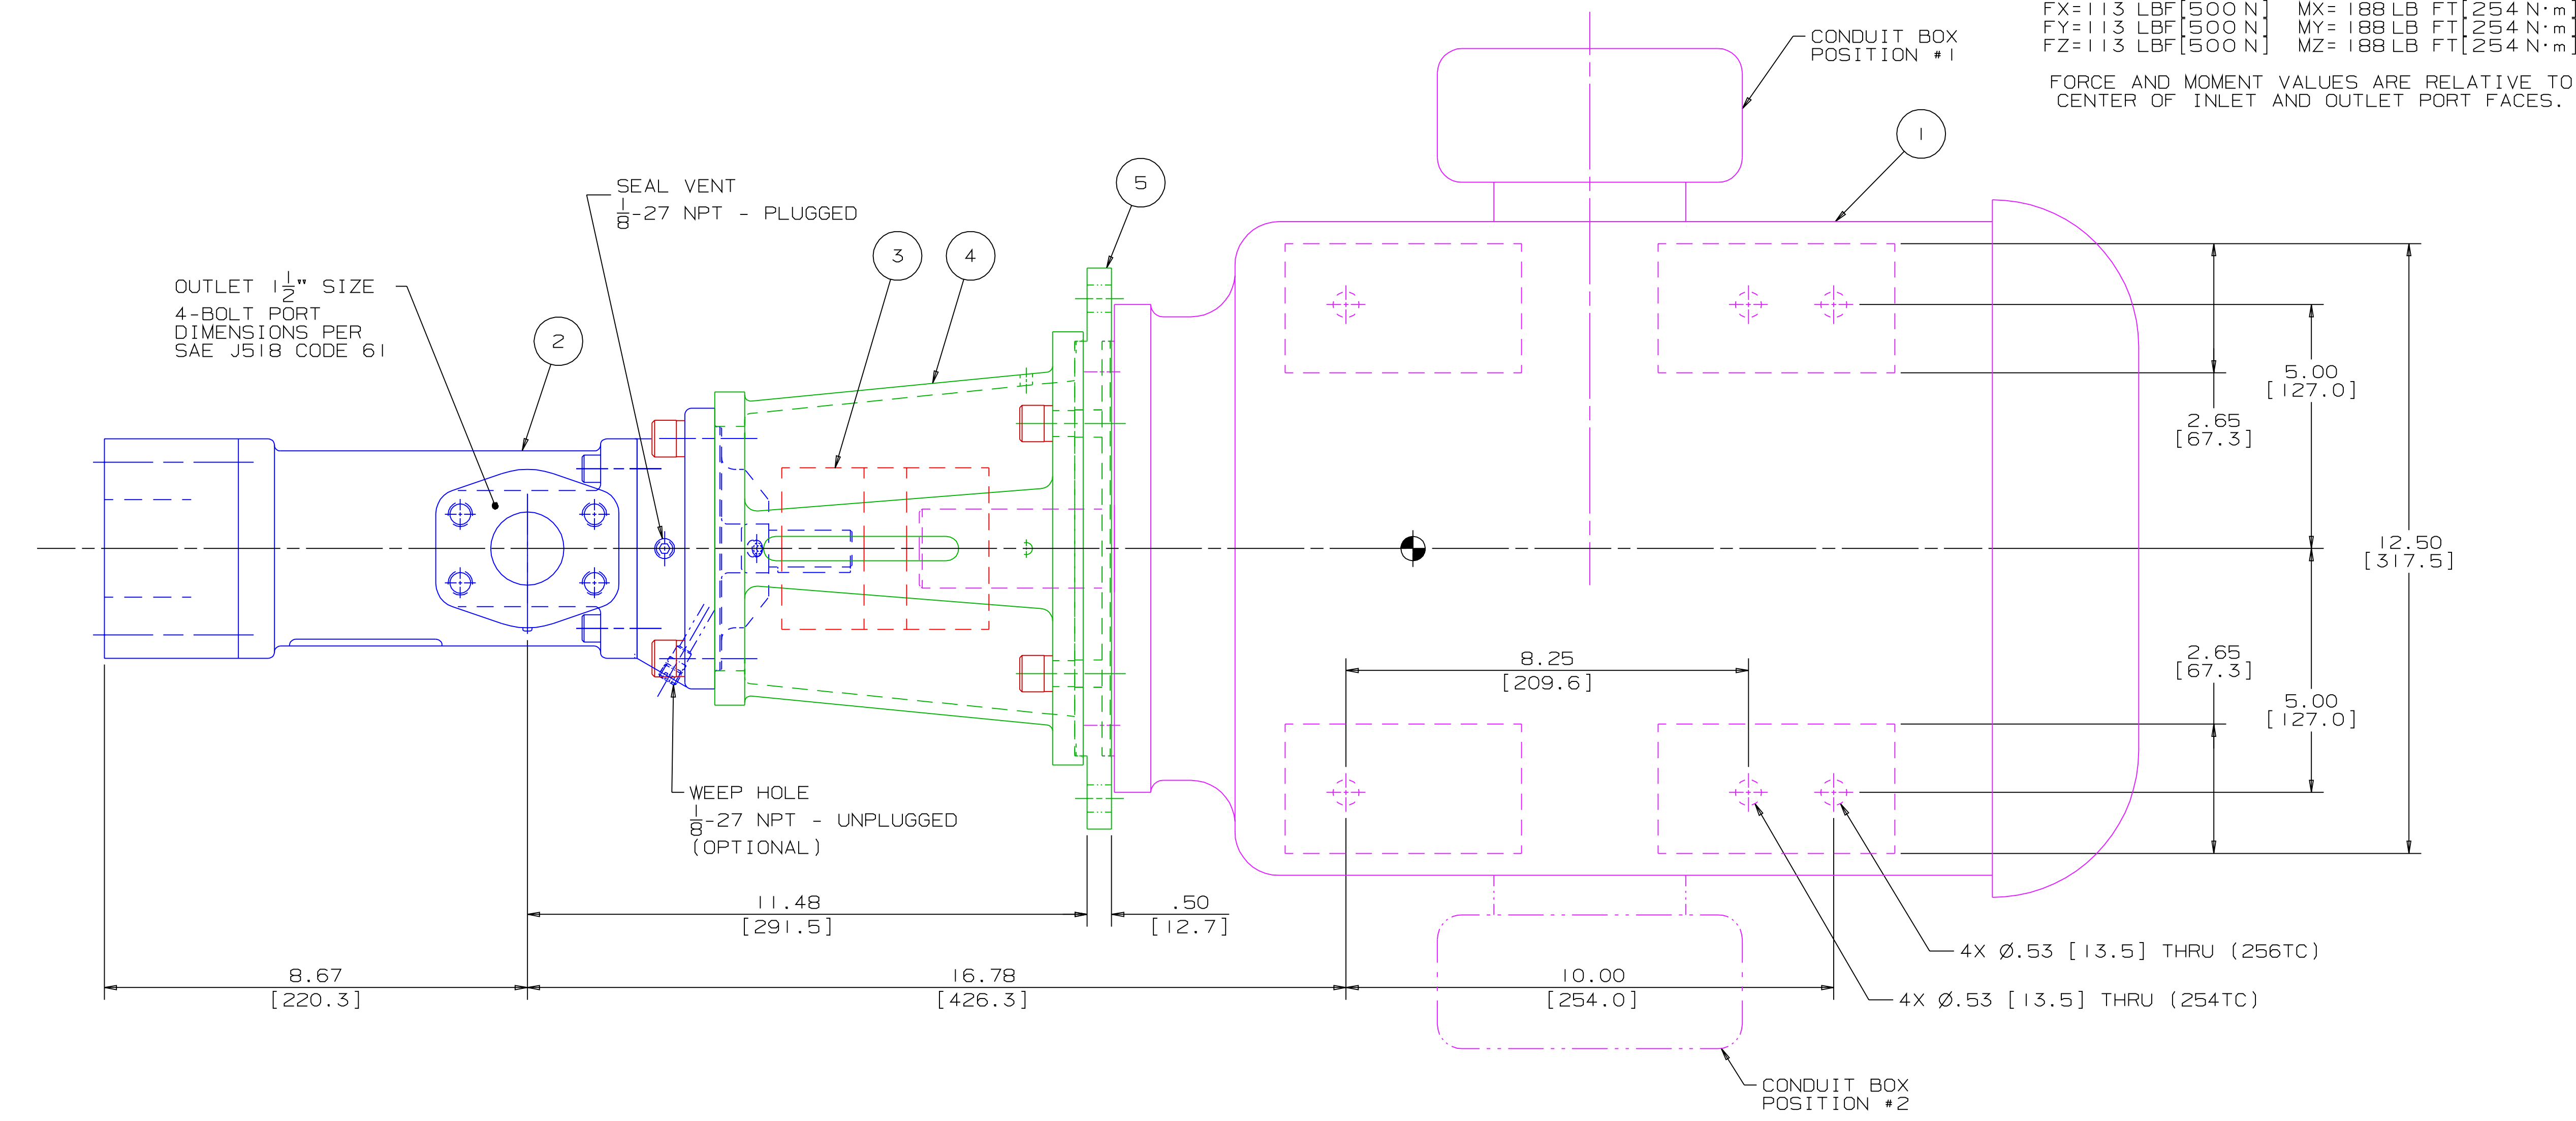 FX=113 LBF[500 N] MX= 188 LB FT[254 N·m]
FY=113 LBF[500 N] MY= 188 LB FT[254 N·m]
FZ=113 LBF[500 N] MZ= 188 LB FT[254 N·m]
FORCE AND MOMENT VALUES ARE RELATIVE TO
CENTER OF INLET AND OUTLET PORT FACES.
CONDUIT BOX
POSITION #1
1
5
SEAL VENT
1/8-27 NPT - PLUGGED
3
4
OUTLET 1 1/2" SIZE
4-BOLT PORT
DIMENSIONS PER
SAE J518 CODE 61
2
5.00
[127.0]
2.65
[67.3]
12.50
[317.5]
8.25
[209.6]
2.65
[67.3]
5.00
[127.0]
WEEP HOLE
1/8-27 NPT - UNPLUGGED
(OPTIONAL)
11.48
[291.5]
.50
[12.7]
4X Ø.53 [13.5] THRU (256TC)
8.67
[220.3]
16.78
[426.3]
10.00
[254.0]
4X Ø.53 [13.5] THRU (254TC)
CONDUIT BOX
POSITION #2